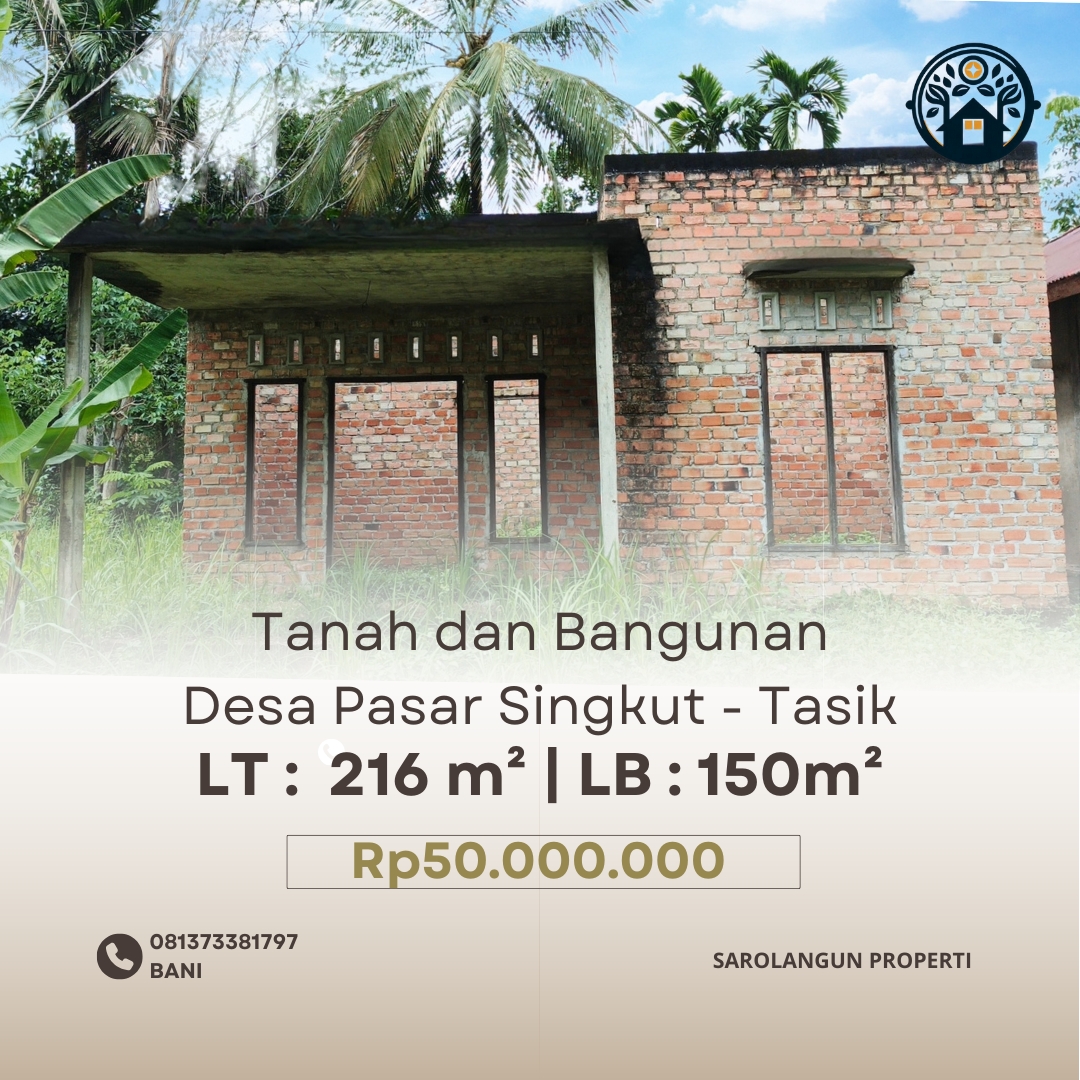 Tanah dan Bangunan
Desa Pasar Singkut - Tasik
LT : 216 m² | LB : 150m²
Rp50.000.000
081373381797
BANI
SAROLANGUN PROPERTI